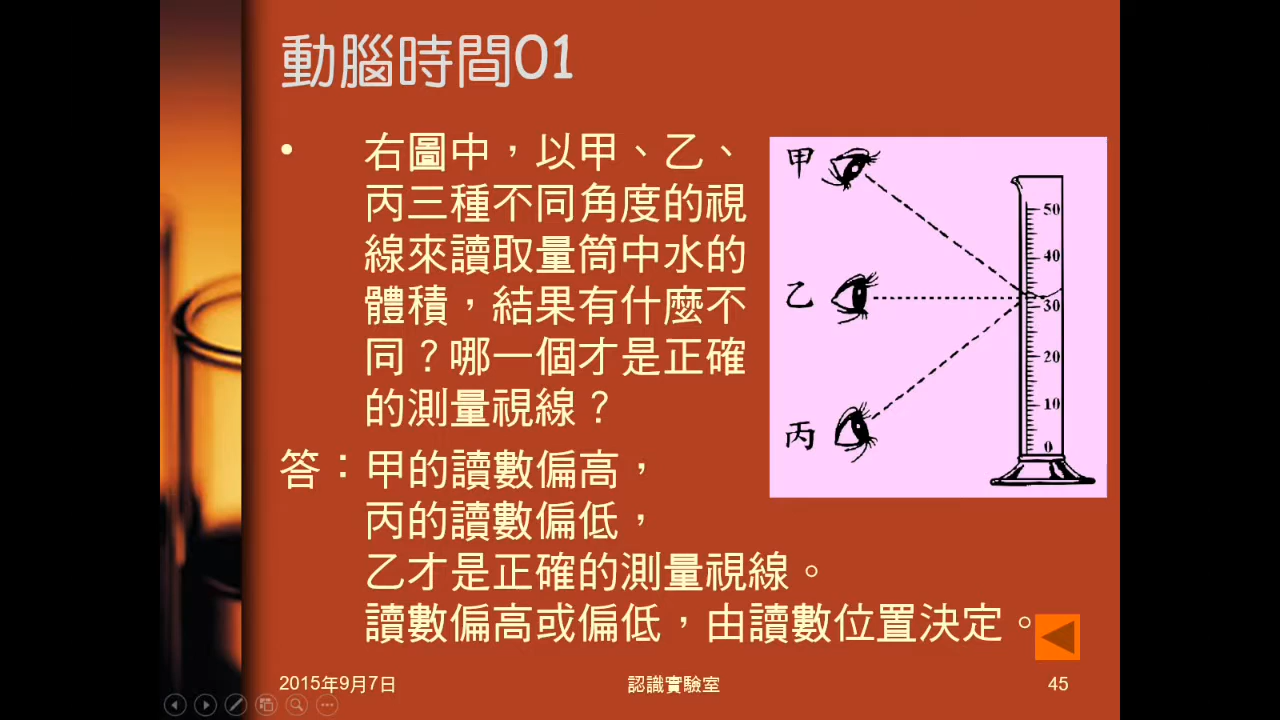 動腦時間01
• 右圖中，以甲、乙、
丙三種不同角度的視
線來讀取量筒中水的
體積，結果有什麼不
同？哪一個才是正確
的測量視線？
答：甲的讀數偏高，
丙的讀數偏低，
乙才是正確的測量視線。
讀數偏高或偏低，由讀數位置決定。
甲
乙
丙
50
40
30
20
10
0
2015年9月7日
認識實驗室
45